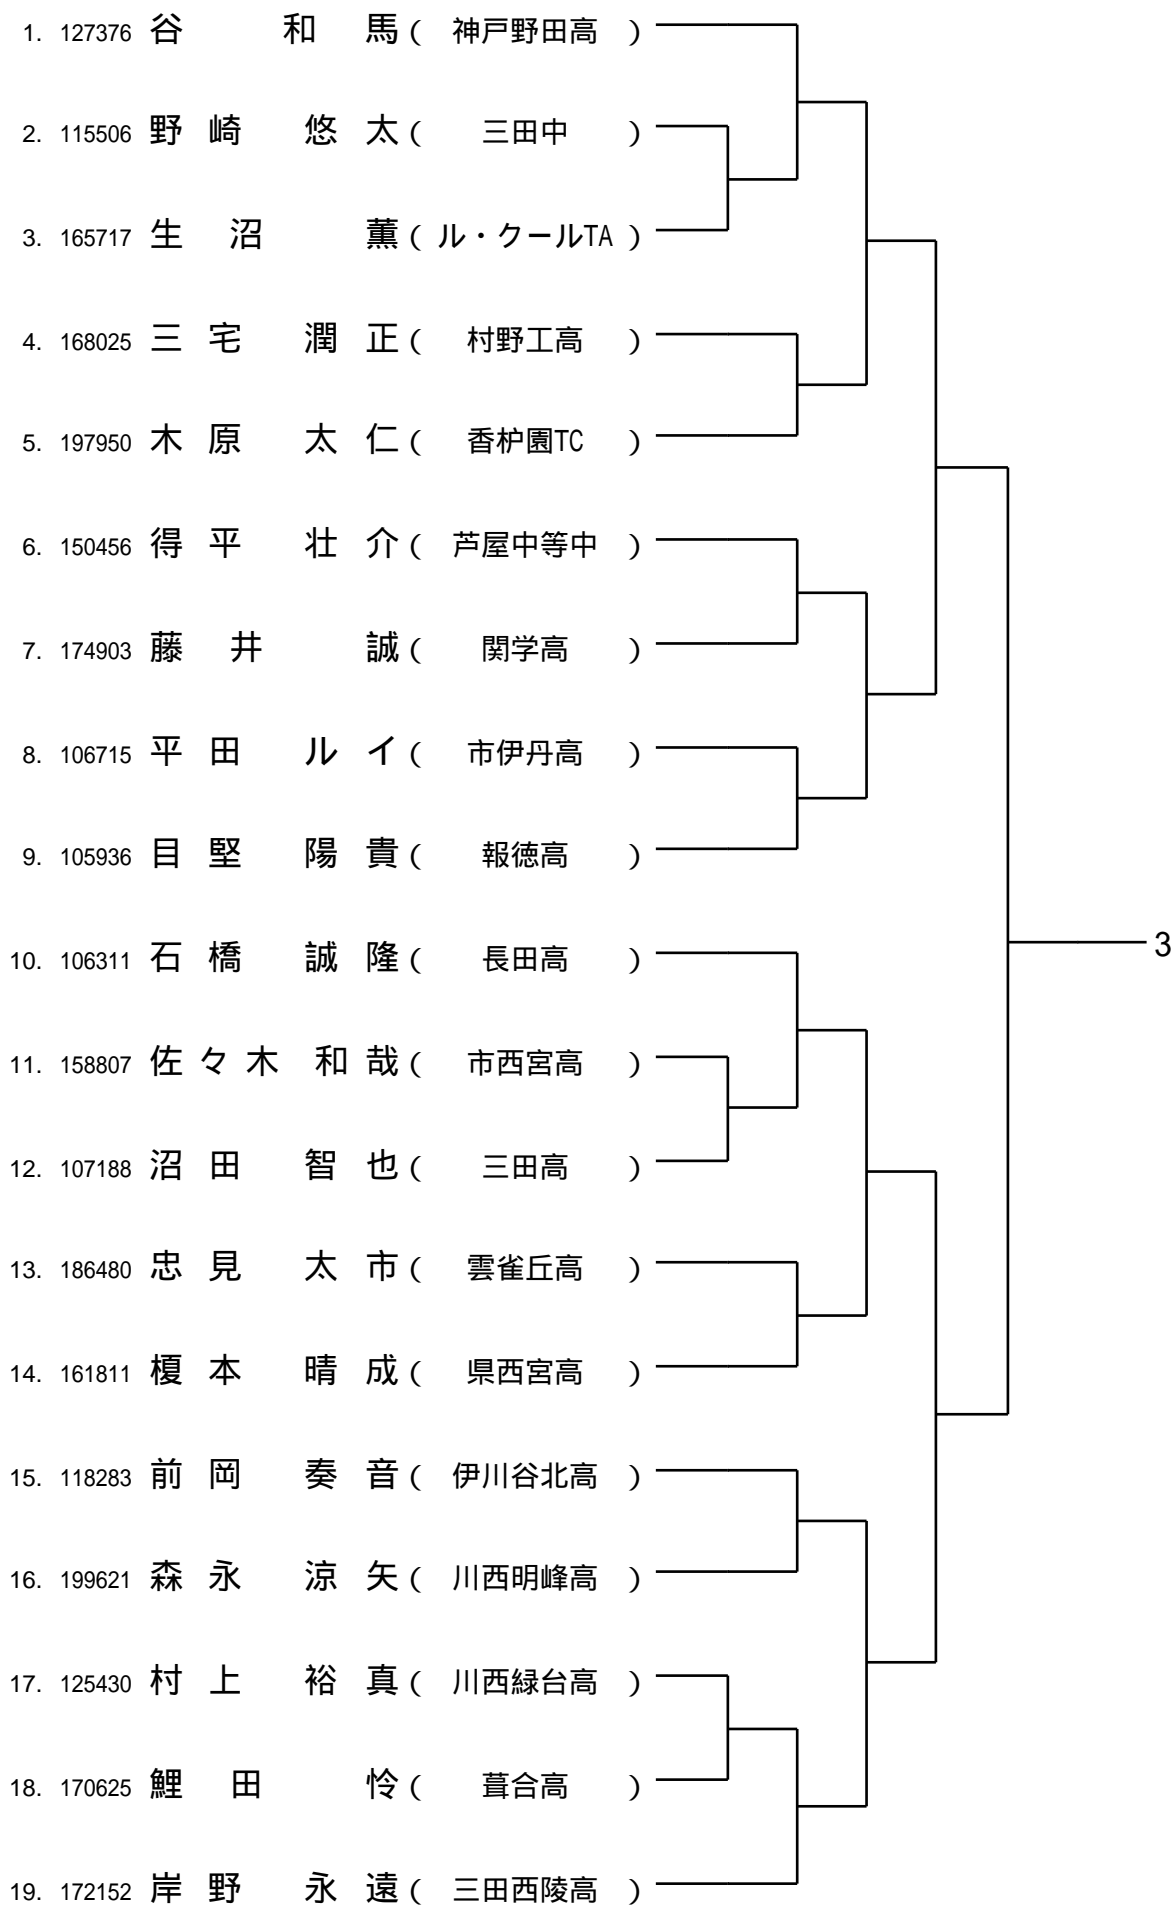 1. 127376 谷 和 馬 ( 神戸野田高 )
2. 115506 野 崎 悠 太 ( 三田中 )
3. 165717 生 沼 薫 ( ル・クールTA )
4. 168025 三 宅 潤 正 ( 村野工高 )
5. 197950 木 原 太 仁 ( 香枦園TC )
6. 150456 得 平 壮 介 ( 芦屋中等中 )
7. 174903 藤 井 誠 ( 関学高 )
8. 106715 平 田 ル イ ( 市伊丹高 )
9. 105936 目 堅 陽 貴 ( 報徳高 )
3
10. 106311 石 橋 誠 隆 ( 長田高 )
11. 158807 佐 々 木 和 哉 ( 市西宮高 )
12. 107188 沼 田 智 也 ( 三田高 )
13. 186480 忠 見 太 市 ( 雲雀丘高 )
14. 161811 榎 本 晴 成 ( 県西宮高 )
15. 118283 前 岡 奏 音 ( 伊川谷北高 )
16. 199621 森 永 涼 矢 ( 川西明峰高 )
17. 125430 村 上 裕 真 ( 川西緑台高 )
18. 170625 鯉 田 怜 ( 葺合高 )
19. 172152 岸 野 永 遠 ( 三田西陵高 )